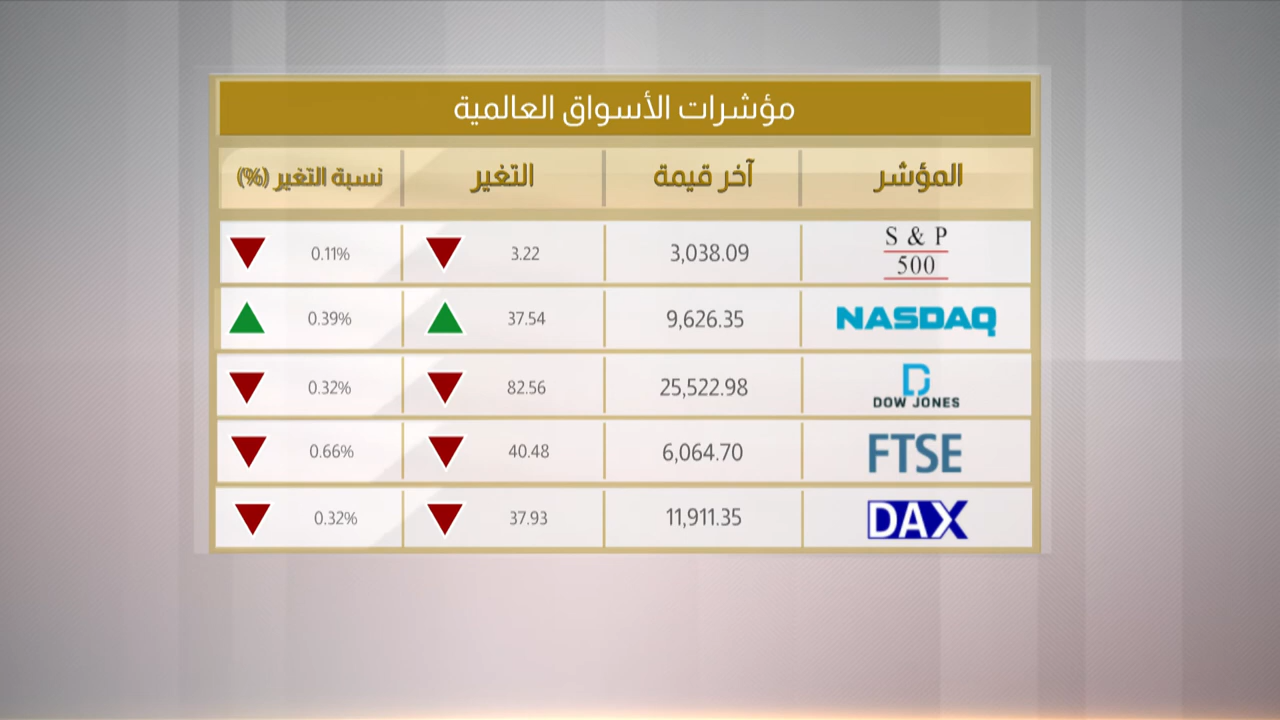 مؤشرات الأسواق العالمية
المؤشر آخر قيمة التغير نسبة التغير (%)
S & P
500
3,038.09 3.22 0.11%
NASDAQ 9,626.35 37.54 0.39%
D
DOW JONES 25,522.98 82.56 0.32%
FTSE 6,064.70 40.48 0.66%
DAX 11,911.35 37.93 0.32%